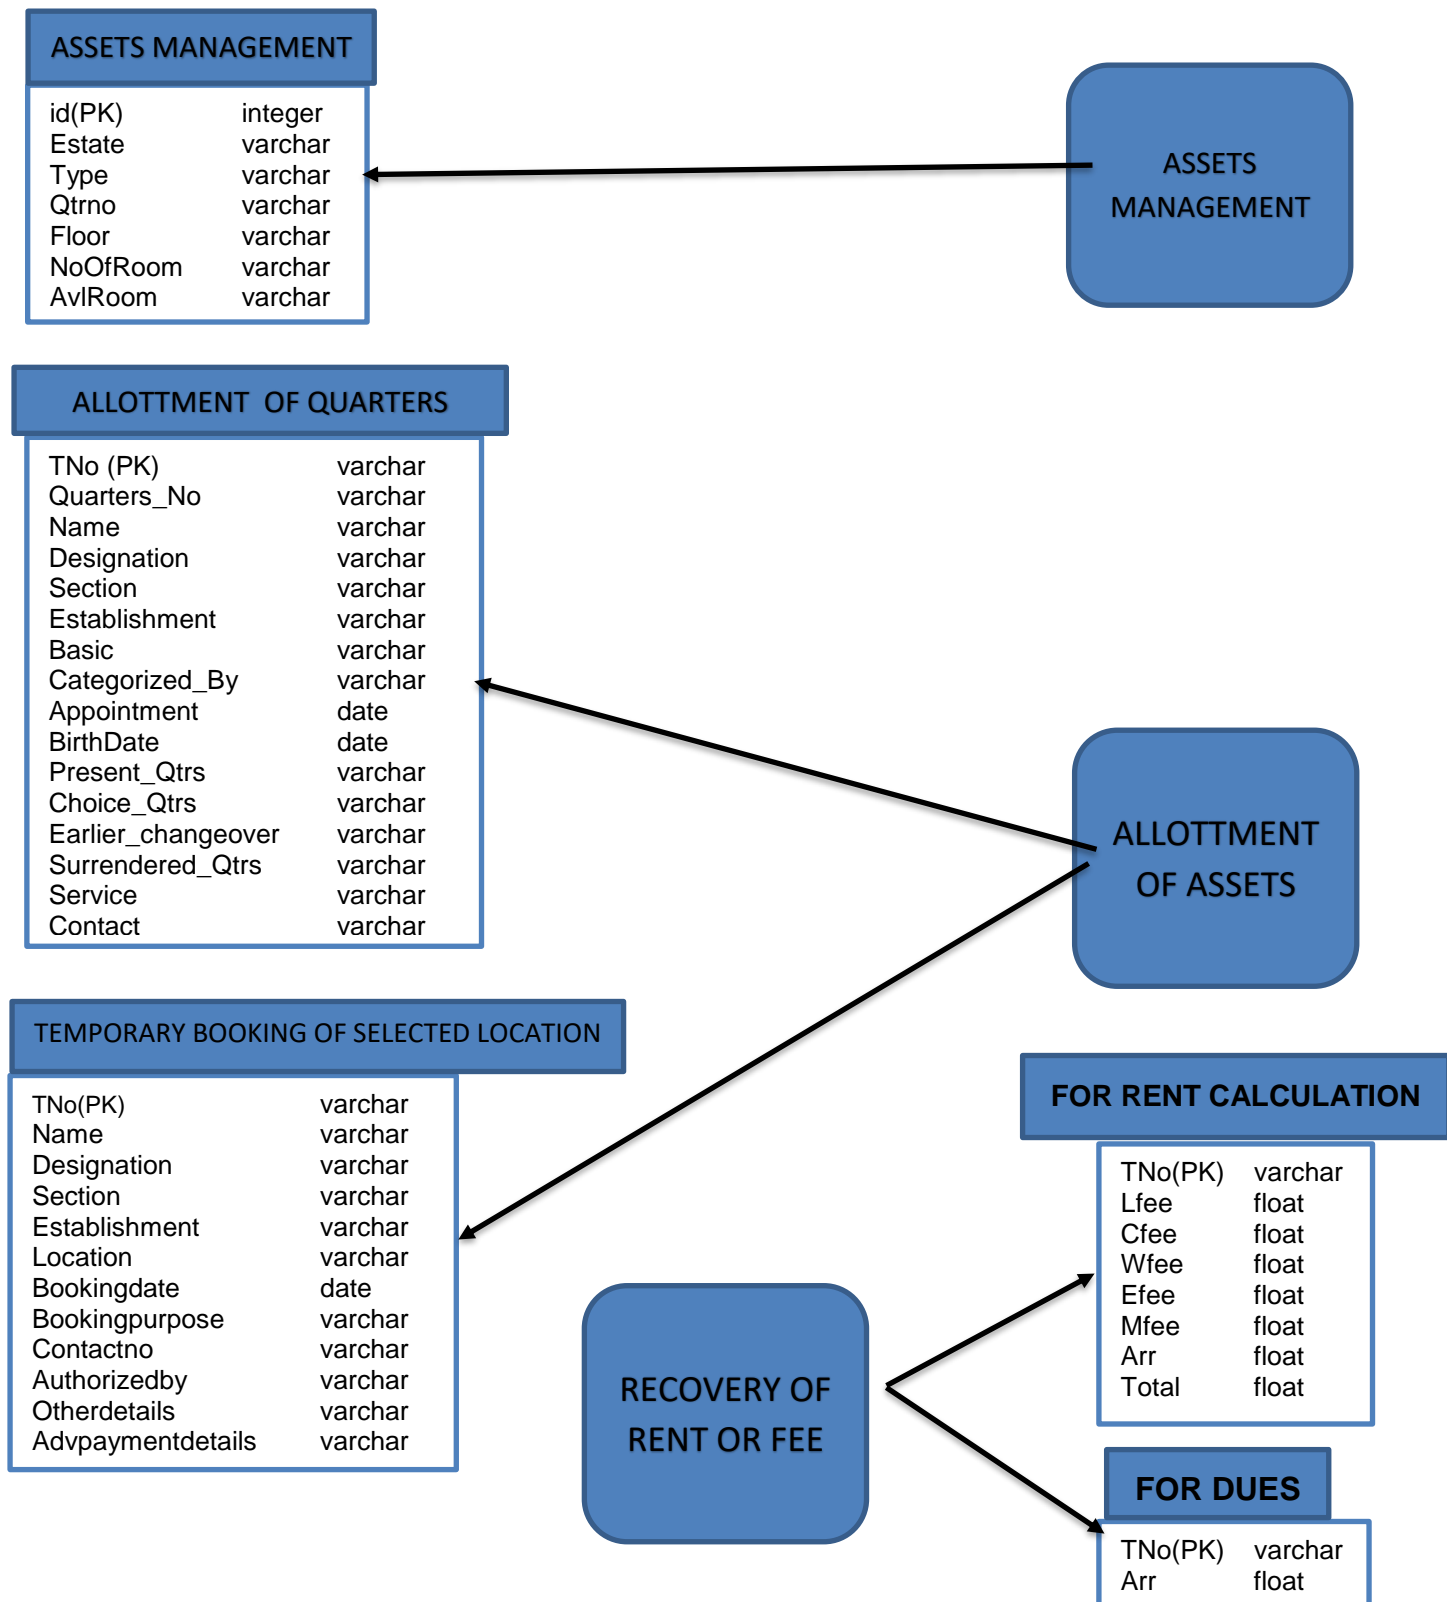 ASSETS MANAGEMENT
id(PK) integer
Estate varchar
Type varchar
Qtrno varchar
Floor varchar
NoOfRoom varchar
AvlRoom varchar
ASSETS
MANAGEMENT
ALLOTTMENT OF QUARTERS
TNo (PK) varchar
Quarters_No varchar
Name varchar
Designation varchar
Section varchar
Establishment varchar
Basic varchar
Categorized_By varchar
Appointment date
BirthDate date
Present_Qtrs varchar
Choice_Qtrs varchar
Earlier_changeover varchar
Surrendered_Qtrs varchar
Service varchar
Contact varchar
ALLOTTMENT
OF ASSETS
TEMPORARY BOOKING OF SELECTED LOCATION
TNo(PK) varchar
Name varchar
Designation varchar
Section varchar
Establishment varchar
Location varchar
Bookingdate date
Bookingpurpose varchar
Contactno varchar
Authorizedby varchar
Otherdetails varchar
Advpaymentdetails varchar
RECOVERY OF
RENT OR FEE
FOR RENT CALCULATION
TNo(PK) varchar
Lfee float
Cfee float
Wfee float
Efee float
Mfee float
Arr float
Total float
FOR DUES
TNo(PK) varchar
Arr float